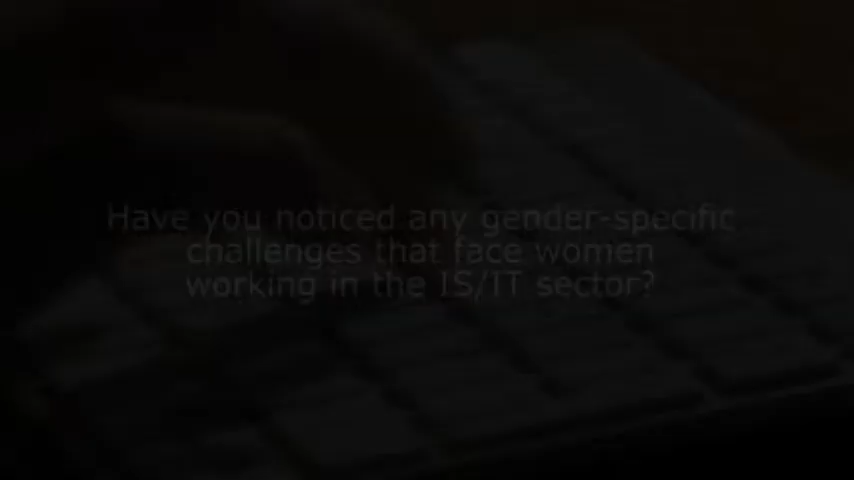 Have you noticed any gender-specific
challenges that face women
working in the IS/IT sector?